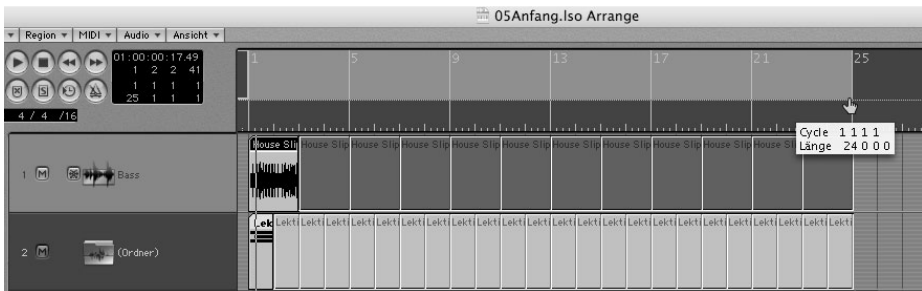 05Anfang.lso Arrange
Region MIDI Audio Ansicht
01:00:00:17.49
1 2 2 41
1 1 1 1
25 1 1 1
4 / 4 /16
1 5 9 13 17 21 25
Cycle 1 1 1 1
Länge 24 0 0 0
House Slip House Slip House Slip House Slip House Slip House Slip House Slip House Slip House Slip House Slip House
1 M Bass
Lek Lekti Lekti Lekti Lekti Lekti Lekti Lekti Lekti Lekti Lekti Lekti Lekti Lekti Lekti Lekti Lekti Lekti Lekti Lekti Lekti Lekti Lekti Lekti
2 M (Ordner)